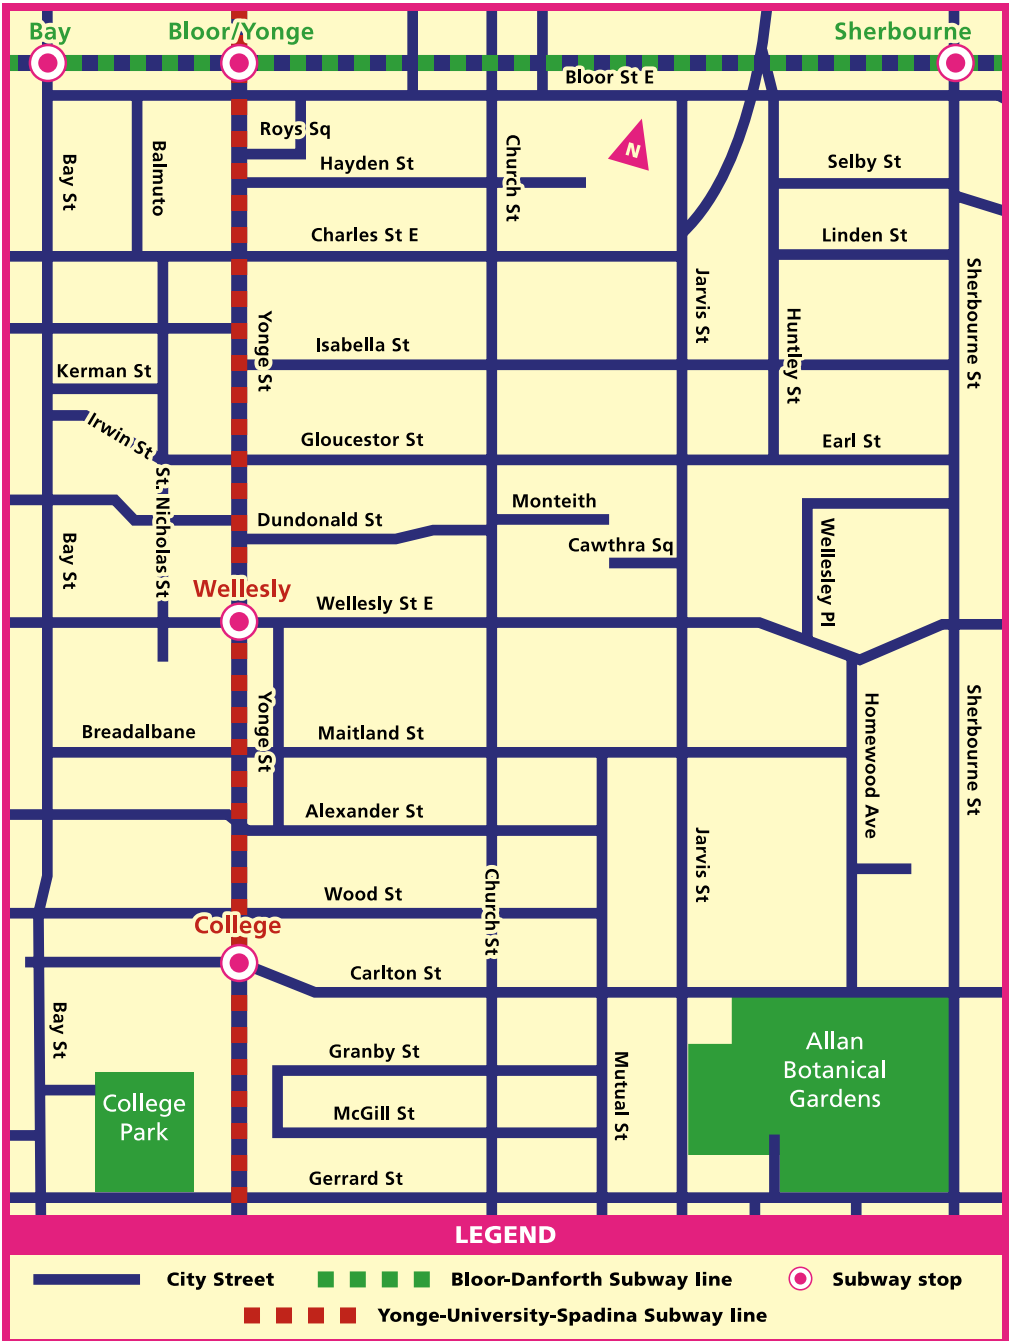 Bay
Bloor/Yonge
Sherbourne
Bloor St E
Roys Sq
Hayden St
Church St
N
Selby St
Bay St
Balmuto
Charles St E
Linden St
Jarvis St
Sherbourne St
Yonge St
Isabella St
Huntley St
Kerman St
Irwin St
Gloucestor St
Earl St
St. Nicholas St
Monteith
Dundonald St
Cawthra Sq
Wellesley Pl
Bay St
Wellesly
Wellesly St E
Yonge St
Breadalbane
Maitland St
Homewood Ave
Sherbourne St
Alexander St
Jarvis St
Wood St
Church St
College
Carlton St
Bay St
Granby St
Mutual St
Allan
Botanical
Gardens
College
Park
McGill St
Gerrard St
LEGEND
City Street
Bloor-Danforth Subway line
Subway stop
Yonge-University-Spadina Subway line